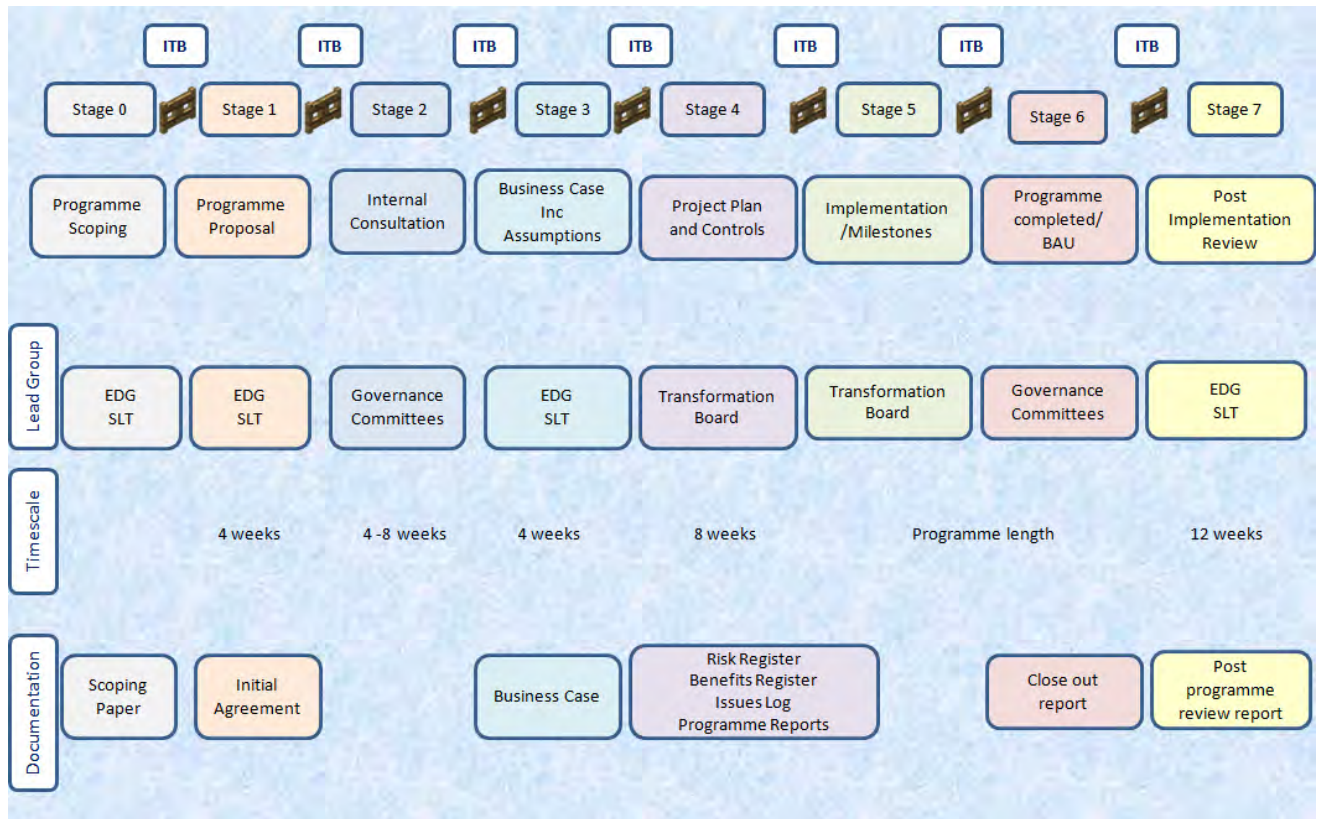 ITB
ITB
ITB
ITB
ITB
ITB
ITB
Stage 0
Stage 1
Stage 2
Stage 3
Stage 4
Stage 5
Stage 6
Stage 7
Programme
Scoping
Programme
Proposal
Internal
Consultation
Business Case
Inc
Assumptions
Project Plan
and Controls
Implementation
/Milestones
Programme
completed/
BAU
Post
Implementation
Review
Lead Group
EDG
SLT
EDG
SLT
Governance
Committees
EDG
SLT
Transformation
Board
Transformation
Board
Governance
Committees
EDG
SLT
Timescale
4 weeks
4 -8 weeks
4 weeks
8 weeks
Programme length
12 weeks
Documentation
Scoping
Paper
Initial
Agreement
Business Case
Risk Register
Benefits Register
Issues Log
Programme Reports
Close out
report
Post
programme
review report